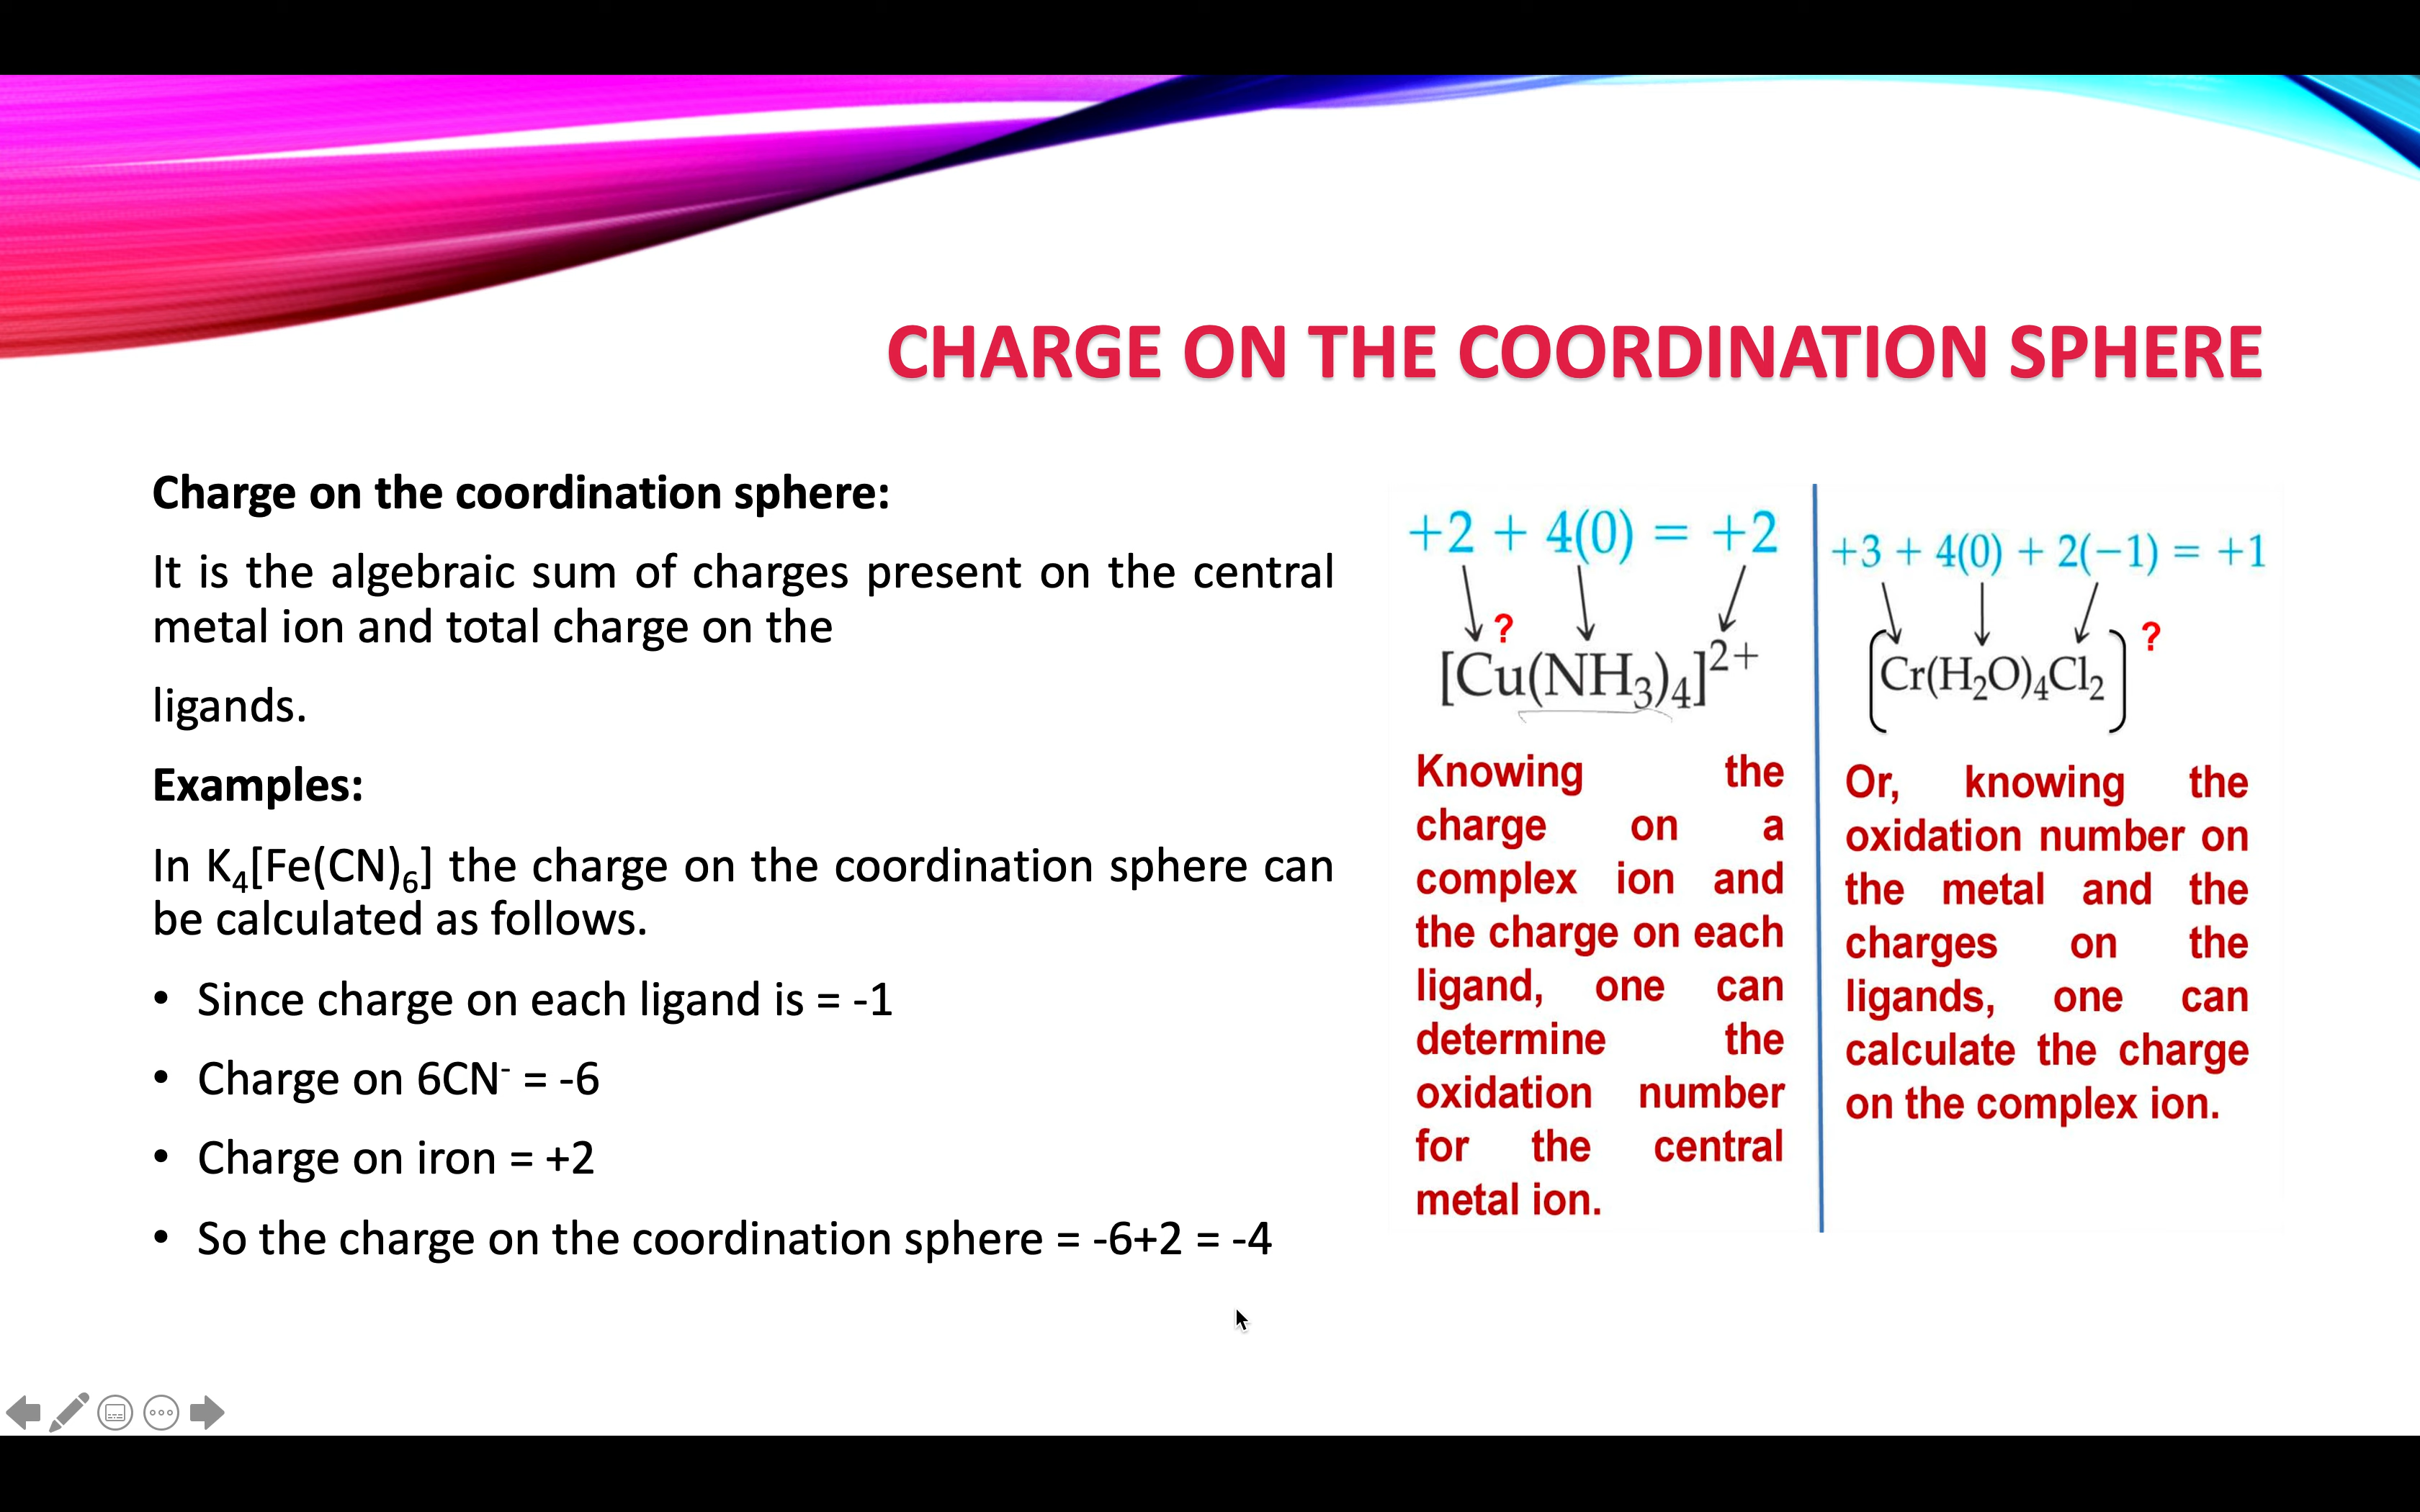 CHARGE ON THE COORDINATION SPHERE
Charge on the coordination sphere:
It is the algebraic sum of charges present on the central
metal ion and total charge on the
ligands.
Examples:
In K₄[Fe(CN)₆] the charge on the coordination sphere can
be calculated as follows.
• Since charge on each ligand is = -1
• Charge on 6CN⁻ = -6
• Charge on iron = +2
• So the charge on the coordination sphere = -6+2 = -4
+2 + 4(0) = +2
?
[Cu(NH₃)₄]²⁺
Knowing the
charge on a
complex ion and
the charge on each
ligand, one can
determine the
oxidation number
for the central
metal ion.
+3 + 4(0) + 2(−1) = +1
?
[Cr(H₂O)₄Cl₂]
Or, knowing the
oxidation number on
the metal and the
charges on the
ligands, one can
calculate the charge
on the complex ion.